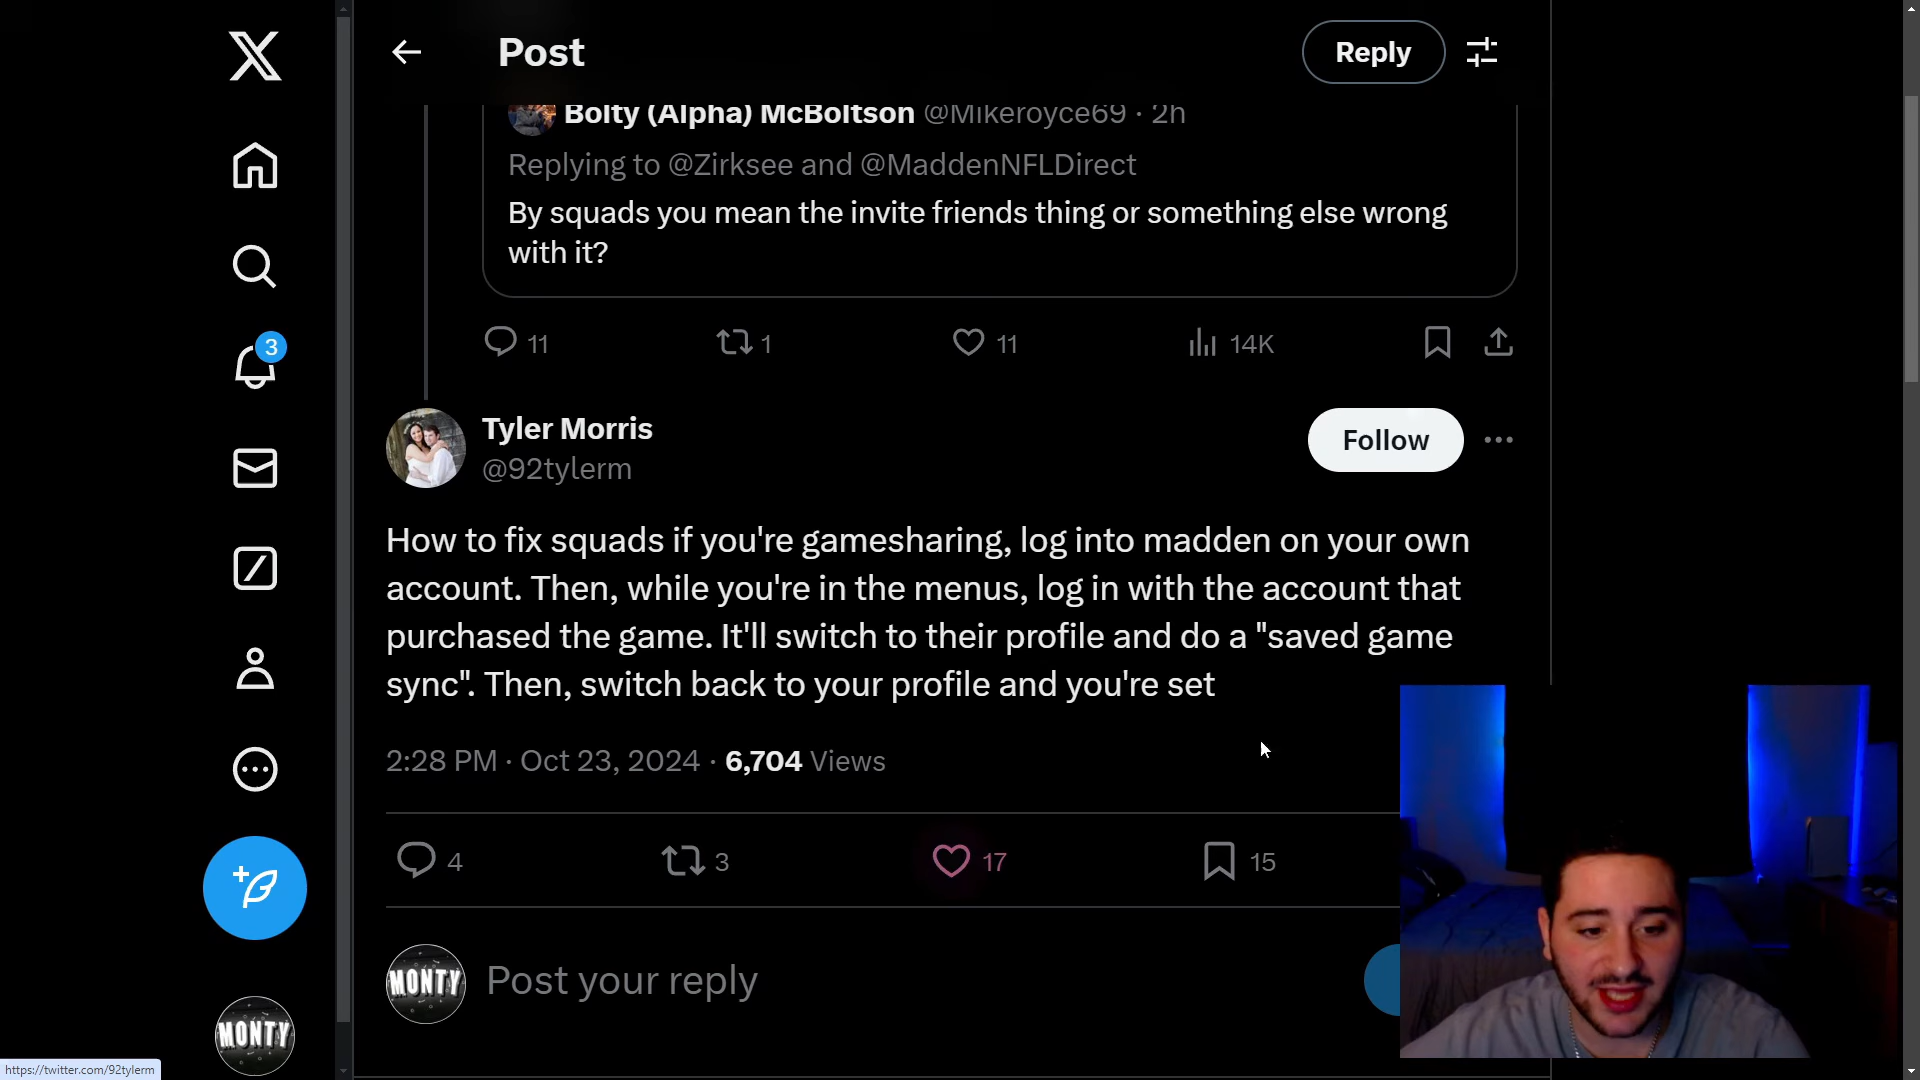 Post
Reply
Bolty (Alpha) McBoltson @Mikeroyce69 · 2h
Replying to @Zirksee and @MaddenNFLDirect
By squads you mean the invite friends thing or something else wrong
with it?
3
11
1
11
14K
Tyler Morris
@92tylerm
Follow
How to fix squads if you're gamesharing, log into madden on your own
account. Then, while you're in the menus, log in with the account that
purchased the game. It'll switch to their profile and do a "saved game
sync". Then, switch back to your profile and you're set
2:28 PM · Oct 23, 2024 · 6,704 Views
4
3
17
15
MONTY
Post your reply
MONTY
https://twitter.com/92tylerm